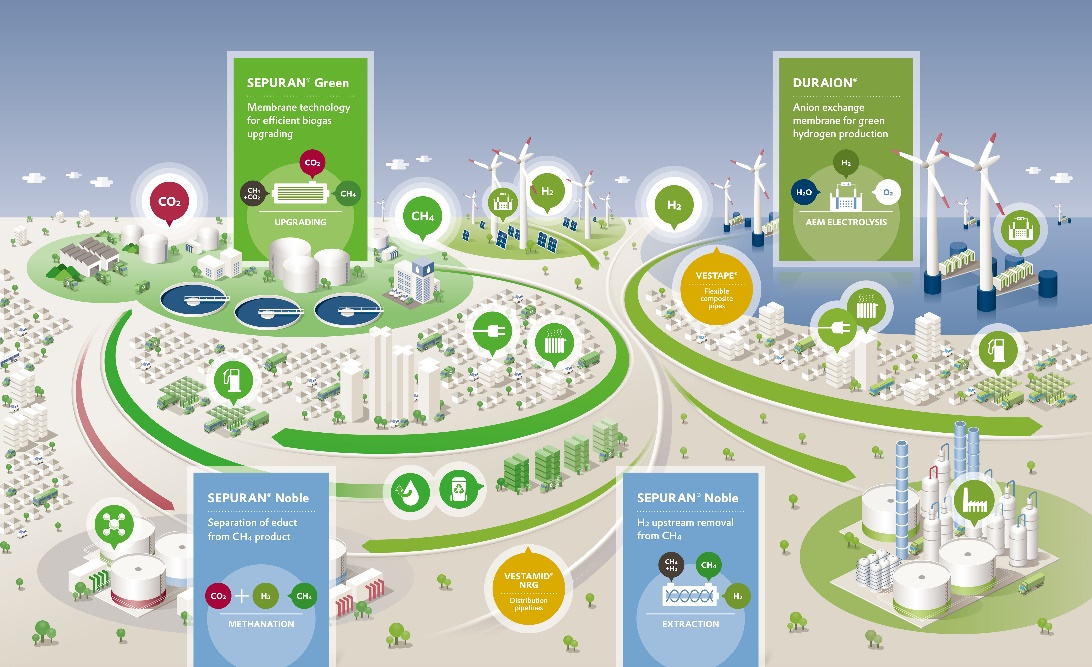 SEPURAN® Green
Membrane technology
for efficient biogas
upgrading
CO₂
CH₄
+CO₂
CH₄
UPGRADING
DURAION®
Anion exchange
membrane for green
hydrogen production
H₂
H₂O
O₂
AEM ELECTROLYSIS
CO₂
CH₄
H₂
H₂
VESTAPE®
Flexible
composite
pipes
SEPURAN® Noble
Separation of educt
from CH₄ product
CO₂
+
H₂
CH₄
METHANATION
VESTAMID®
NRG
Distribution
pipelines
SEPURAN® Noble
H₂ upstream removal
from CH₄
CH₄
+H₂
CH₄
H₂
EXTRACTION